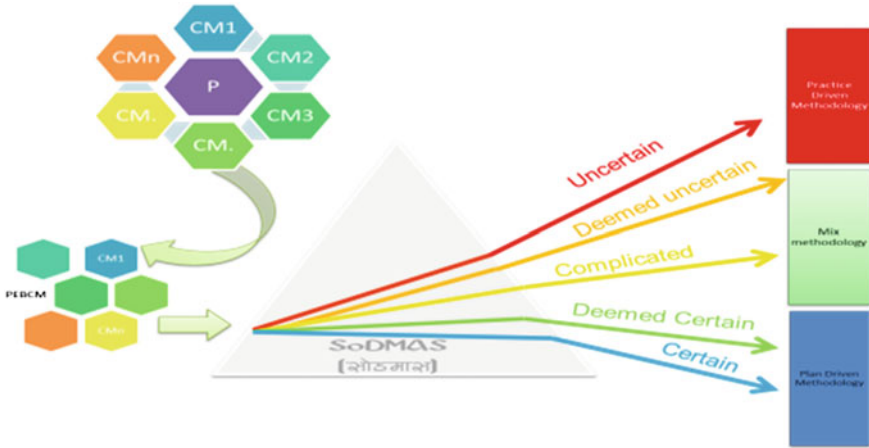 CM1
CMn
CM2
P
CM.
CM3
CM.
CM1
PEBCM
CMn
SoDMAS
(सोडमास)
Uncertain
Deemed uncertain
Complicated
Deemed Certain
Certain
Practice
Driven
Methodology
Mix
methodology
Plan Driven
Methodology